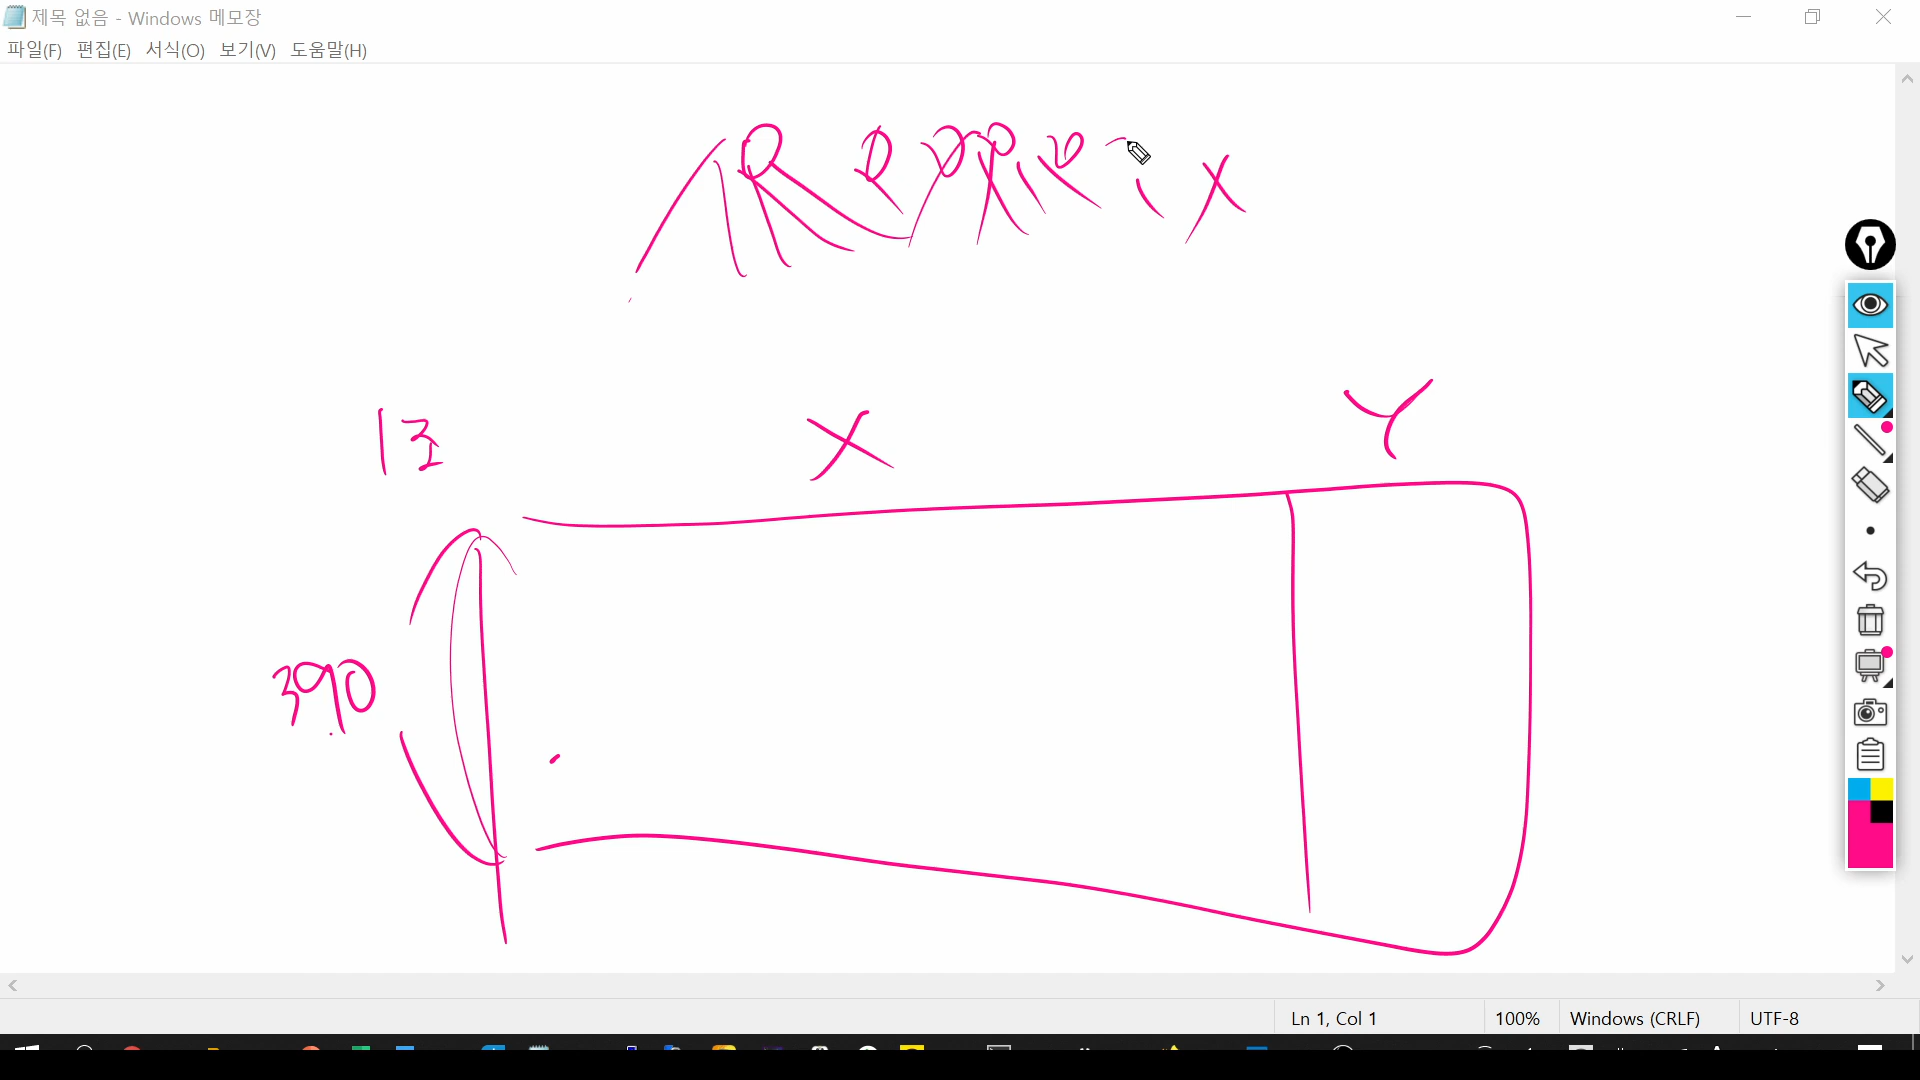 제목 없음 - Windows 메모장
파일(F) 편집(E) 서식(O) 보기(V) 도움말(H)
X
13 X Y
390
Ln 1, Col 1 100% Windows (CRLF) UTF-8